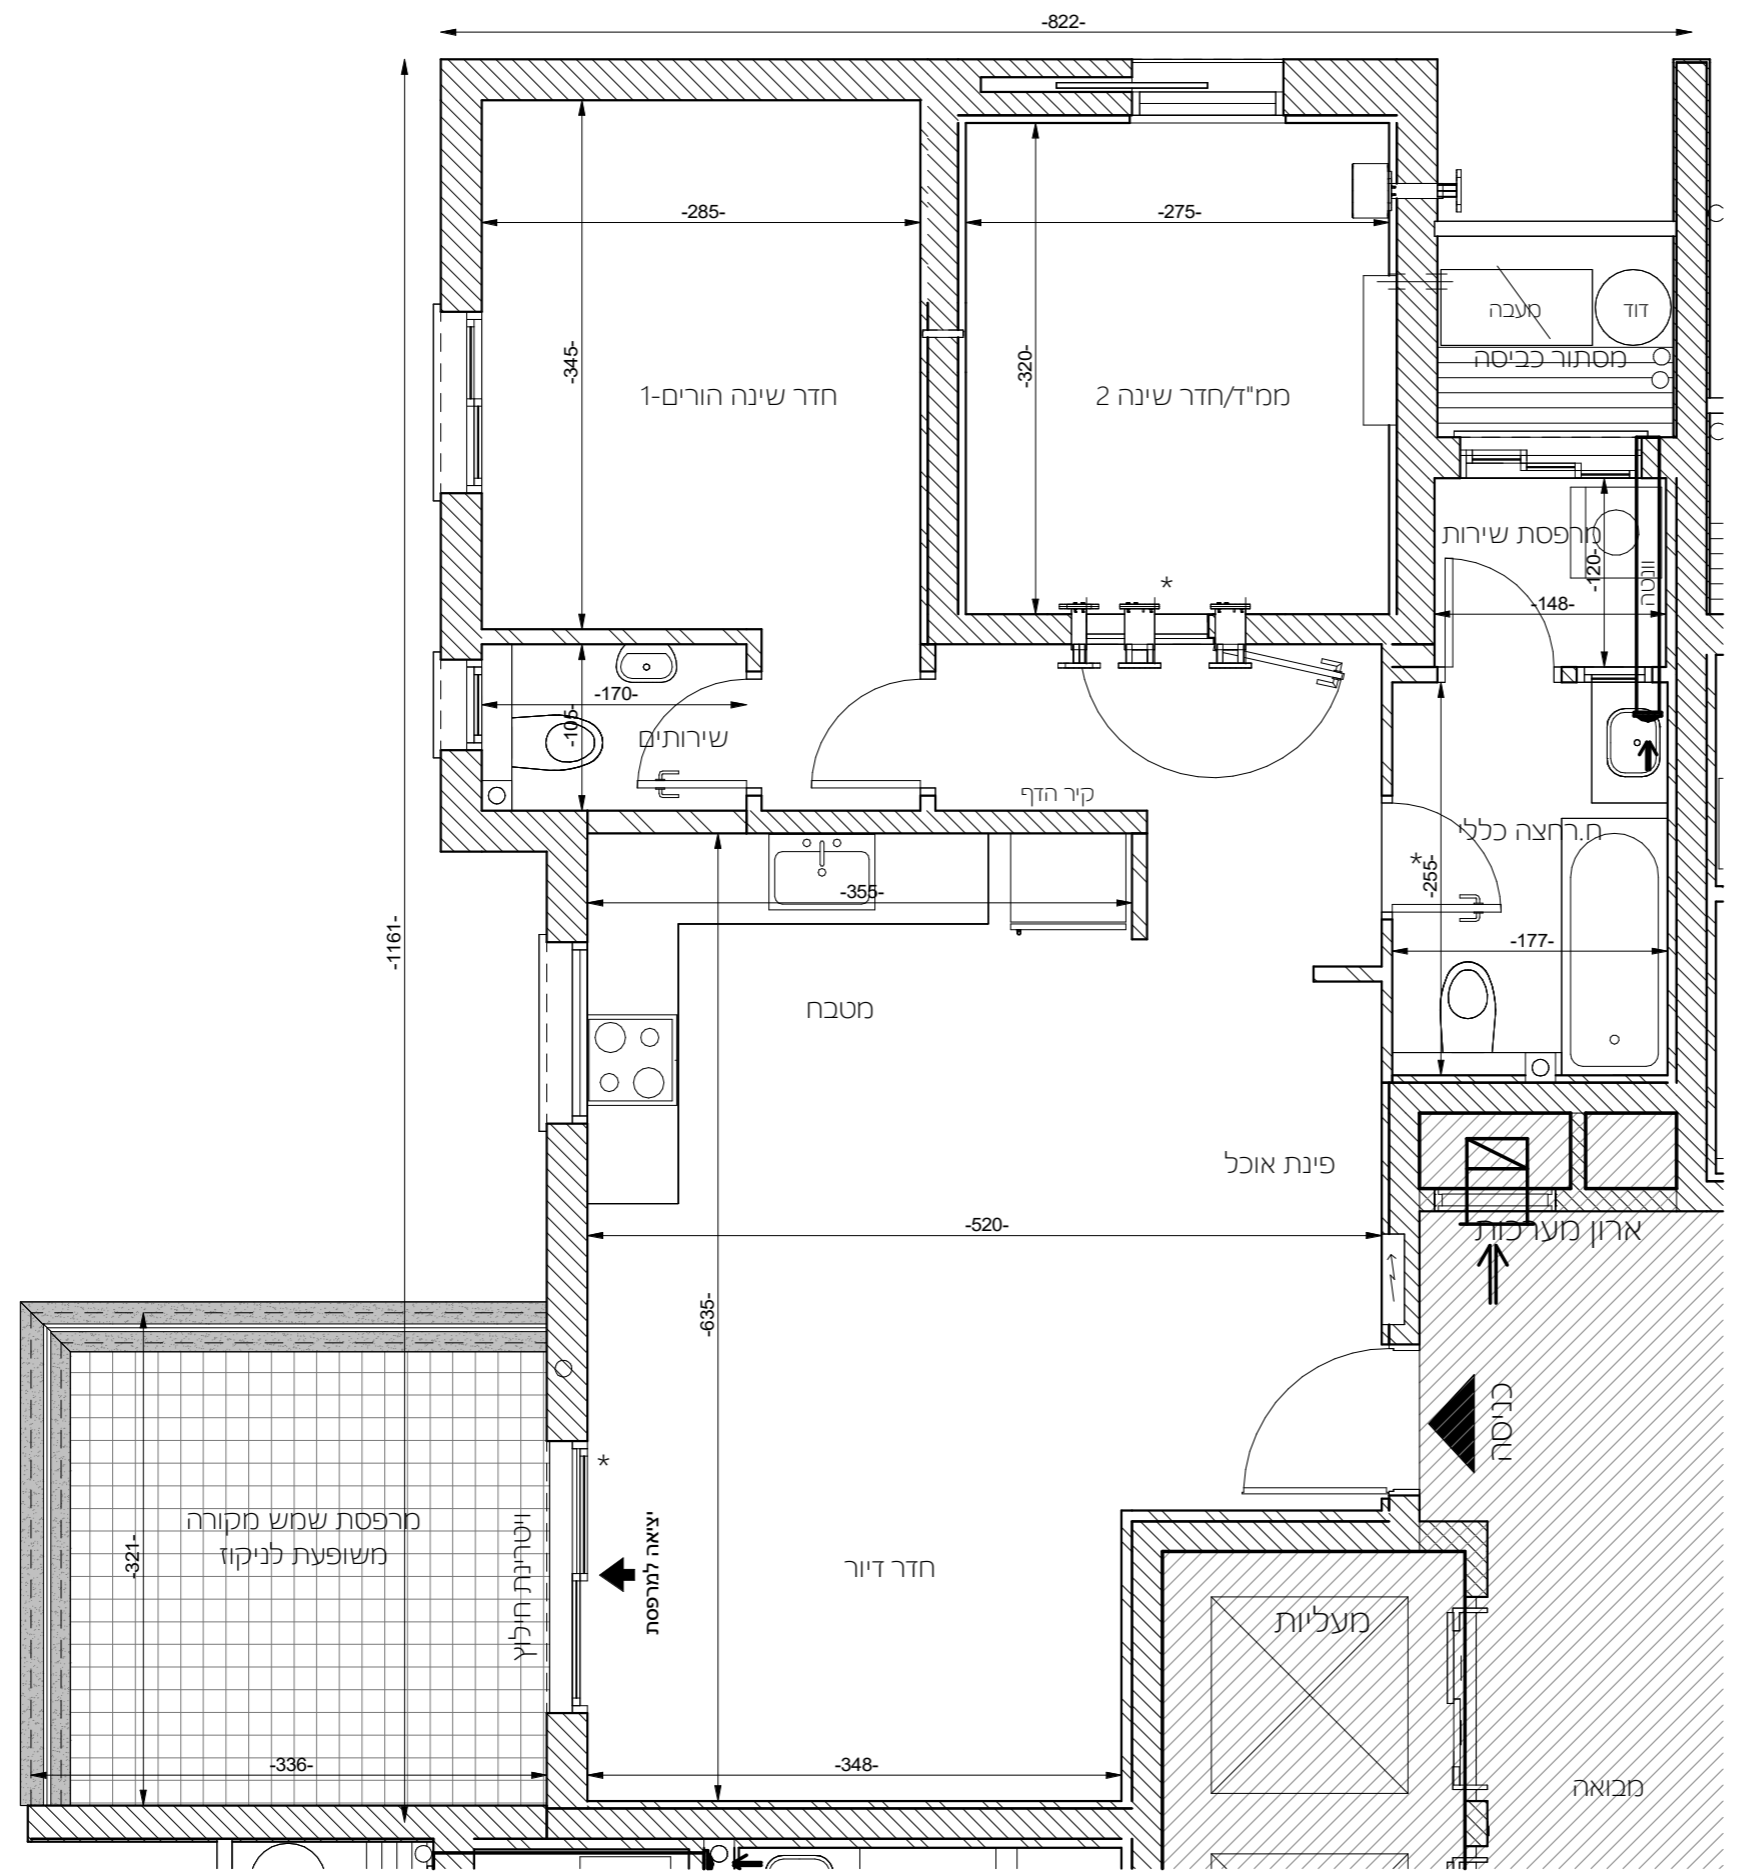 -822-
-285-
-275-
-345-
-320-
חדר שינה הורים-1
ממ"ד/חדר שינה 2
מעבה
דוד
מסתור כביסה
מרפסת שירות
-120-
וונטה
-148-
-170-
-105-
שירותים
קיר הדף
*
ח.רחצה כללי
*
-255-
-177-
-355-
-1161-
מטבח
פינת אוכל
-520-
-635-
ארון מערכות
כניסה
*
מרפסת שמש מקורה
משופעת לניקוז
-321-
ויטרינת חילוץ
יציאה למרפסת
חדר דיור
מעליות
-336-
-348-
מבואה